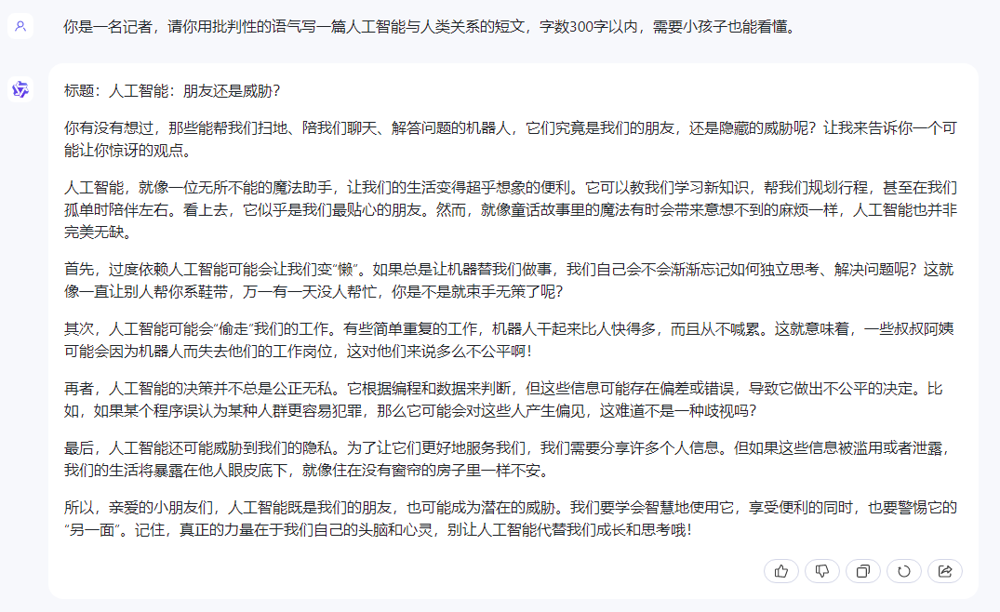 你是一名记者，请你用批判性的语气写一篇人工智能与人类关系的短文，字数300字以内，需要小孩子也能看懂。
标题：人工智能：朋友还是威胁？
你有没有想过，那些能帮我们扫地、陪我们聊天、解答问题的机器人，它们究竟是我们的朋友，还是隐藏的威胁呢？让我来告诉你一个可
能让你惊讶的观点。
人工智能，就像一位无所不能的魔法助手，让我们的生活变得超乎想象的便利。它可以教我们学习新知识，帮我们规划行程，甚至在我们
孤单时陪伴左右。看上去，它似乎是我们最贴心的朋友。然而，就像童话故事里的魔法有时会带来意想不到的麻烦一样，人工智能也并非
完美无缺。
首先，过度依赖人工智能可能会让我们变“懒”。如果总是让机器替我们做事，我们自己会不会渐渐忘记如何独立思考、解决问题呢？这就
像一直让别人帮你系鞋带，万一有一天没人帮忙，你是不是就束手无策了呢？
其次，人工智能可能会“偷走”我们的工作。有些简单重复的工作，机器人干起来比人快得多，而且从不喊累。这就意味着，一些叔叔阿姨
可能会因为机器人而失去他们的工作岗位，这对他们来说多么不公平啊！
再者，人工智能的决策并不总是公正无私。它根据编程和数据来判断，但这些信息可能存在偏差或错误，导致它做出不公平的决定。比
如，如果某个程序误认为某种人群更容易犯罪，那么它可能会对这些人产生偏见，这难道不是一种歧视吗？
最后，人工智能还可能威胁到我们的隐私。为了让它们更好地服务我们，我们需要分享许多个人信息。但如果这些信息被滥用或者泄露，
我们的生活将暴露在他人眼皮底下，就像住在没有窗帘的房子里一样不安。
所以，亲爱的小朋友们，人工智能既是我们的朋友，也可能成为潜在的威胁。我们要学会智慧地使用它，享受便利的同时，也要警惕它的
“另一面”。记住，真正的力量在于我们自己的头脑和心灵，别让人工智能代替我们成长和思考哦！